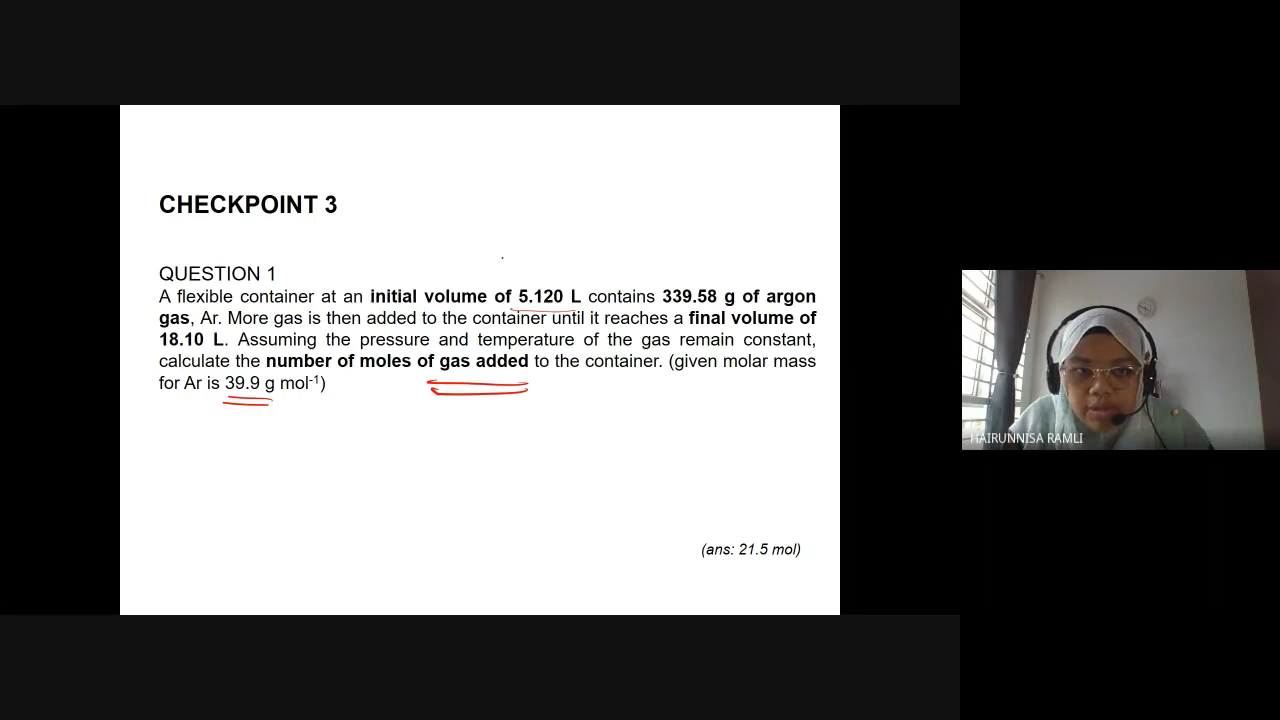 CHECKPOINT 3
QUESTION 1
A flexible container at an initial volume of 5.120 L contains 339.58 g of argon
gas, Ar. More gas is then added to the container until it reaches a final volume of
18.10 L. Assuming the pressure and temperature of the gas remain constant,
calculate the number of moles of gas added to the container. (given molar mass
for Ar is 39.9 g mol⁻¹)
(ans: 21.5 mol)
HAIRUNNISA RAMLI